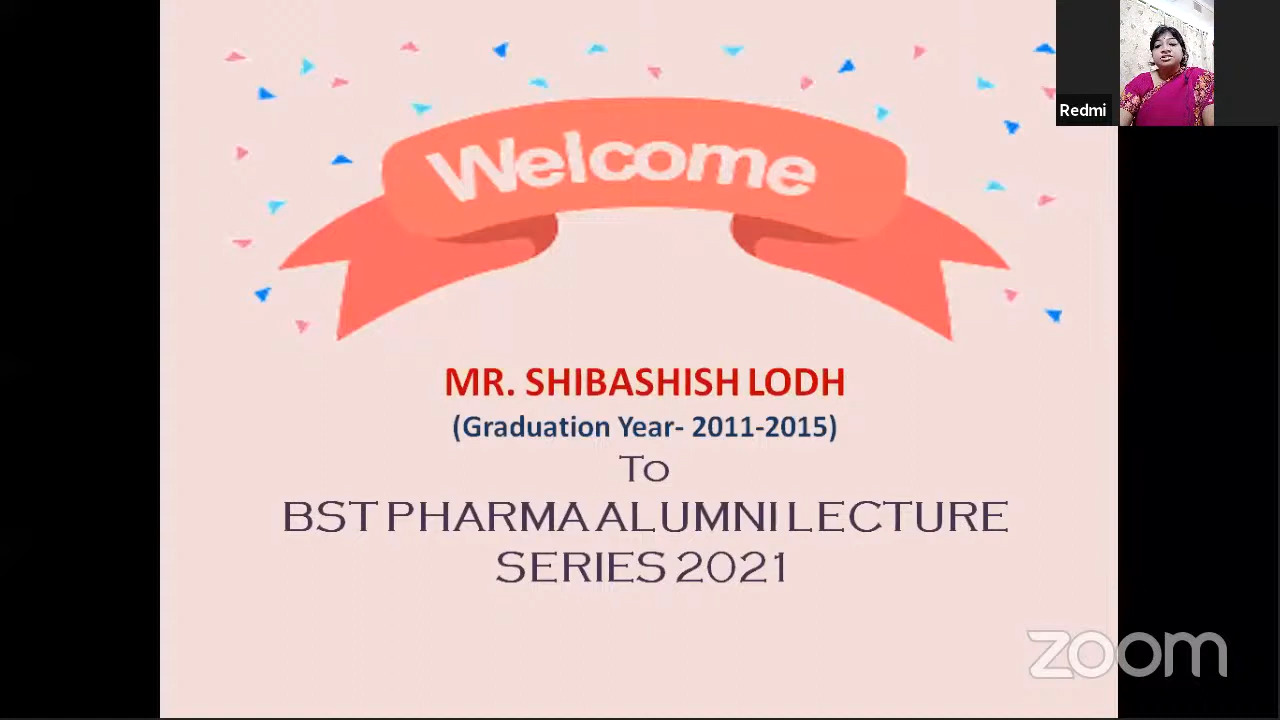 Welcome
Redmi
MR. SHIBASHISH LODH
(Graduation Year- 2011-2015)
To
BST PHARMA ALUMNI LECTURE
SERIES 2021
zoom